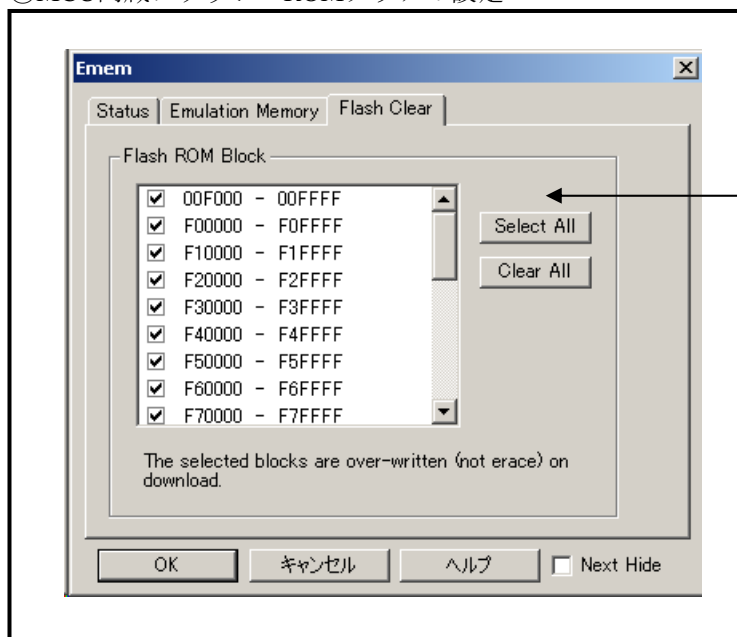 Emem
Status Emulation Memory Flash Clear
Flash ROM Block
00F000 - 00FFFF
F00000 - F0FFFF
F10000 - F1FFFF
F20000 - F2FFFF
F30000 - F3FFFF
F40000 - F4FFFF
F50000 - F5FFFF
F60000 - F6FFFF
F70000 - F7FFFF
Select All
Clear All
The selected blocks are over-written (not erace) on
download.
OK キャンセル ヘルプ Next Hide